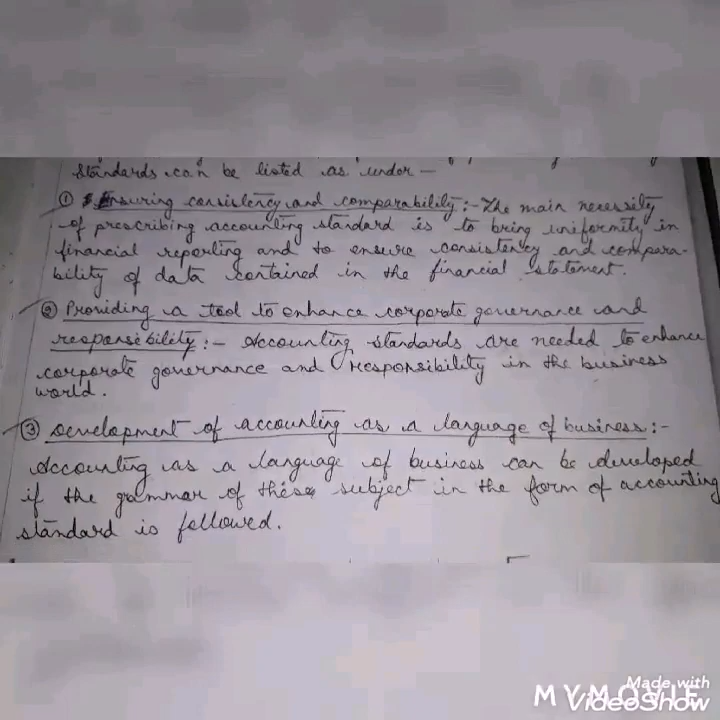 standards can be listed as under —
① Ensuring consistency and comparability :- The main necessity
of prescribing accounting standard is to bring uniformity in
financial reporting and to ensure consistency and compara-
bility of data contained in the financial statement.
② Providing a tool to enhance corporate governance and
responsebility :- Accounting standards are needed to enhance
corporate governance and responsibility in the business
world.
③ Development of accounting as a language of business :-
Accounting as a language of business can be developed
if the grammar of these subject in the form of accounting
standard is followed.
Made with
MY MOVIE
VideoShow